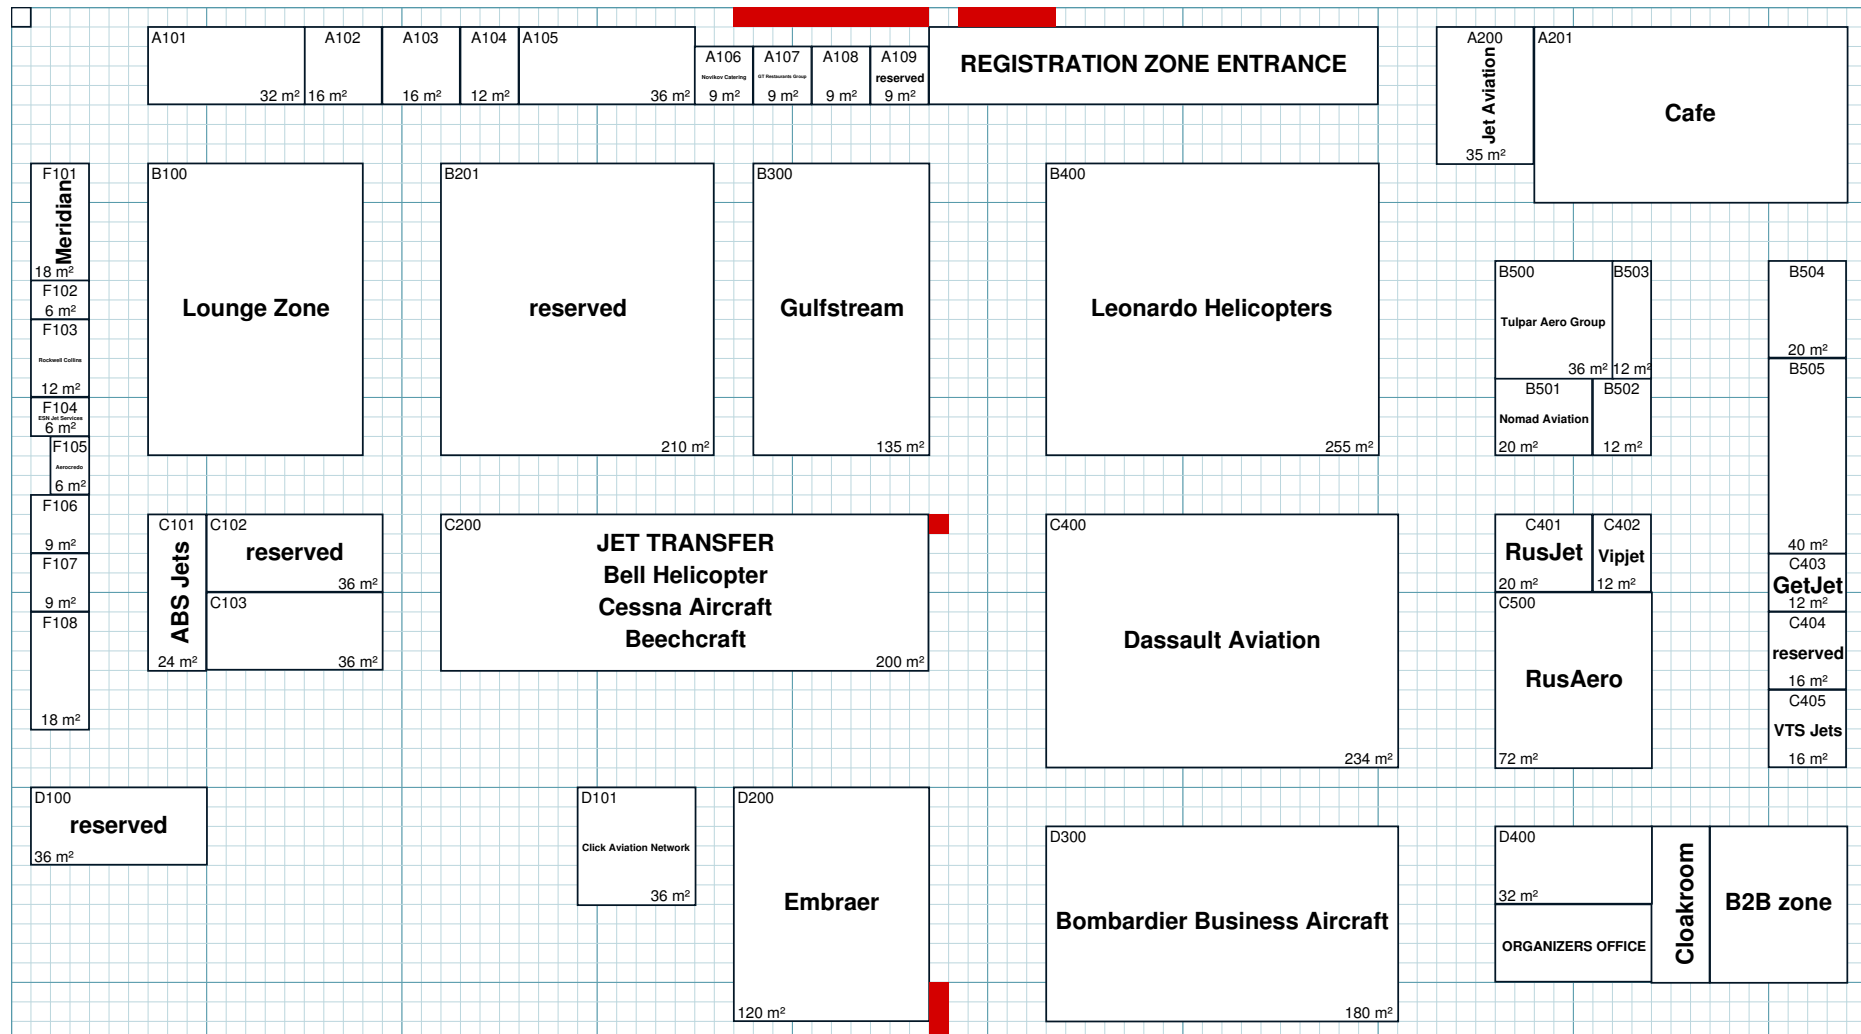 A101
32 m²
A102
16 m²
A103
16 m²
A104
12 m²
A105
36 m²
A106
Novikov Catering
9 m²
A107
GT Restaurants Group
9 m²
A108
9 m²
A109
reserved
9 m²
REGISTRATION ZONE ENTRANCE
A200
Jet Aviation
35 m²
A201
Cafe
F101
Meridian
18 m²
F102
6 m²
F103
Rockwell Collins
12 m²
F104
ESN Jet Services
6 m²
F105
Aerocredo
6 m²
F106
9 m²
F107
9 m²
F108
18 m²
B100
Lounge Zone
B201
reserved
210 m²
B300
Gulfstream
135 m²
B400
Leonardo Helicopters
255 m²
B500
Tulpar Aero Group
36 m²
B503
12 m²
B501
Nomad Aviation
20 m²
B502
12 m²
B504
20 m²
B505
40 m²
C101
ABS Jets
24 m²
C102
reserved
36 m²
C103
36 m²
C200
JET TRANSFER
Bell Helicopter
Cessna Aircraft
Beechcraft
200 m²
C400
Dassault Aviation
234 m²
C401
RusJet
20 m²
C402
Vipjet
12 m²
C500
RusAero
72 m²
C403
GetJet
12 m²
C404
reserved
16 m²
C405
VTS Jets
16 m²
D100
reserved
36 m²
D101
Click Aviation Network
36 m²
D200
Embraer
120 m²
D300
Bombardier Business Aircraft
180 m²
D400
32 m²
ORGANIZERS OFFICE
Cloakroom
B2B zone